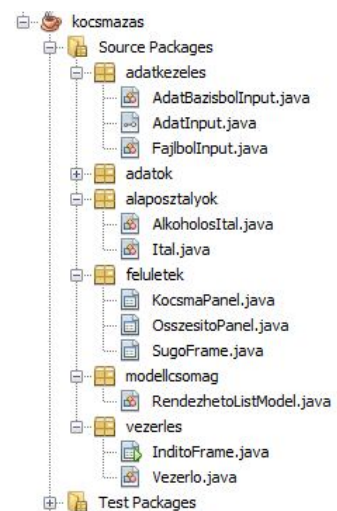 kocsmazas
Source Packages
adatkezeles
AdatBazisbolInput.java
AdatInput.java
FajlbolInput.java
adatok
alaposztalyok
AlkoholosItal.java
Ital.java
feluletek
KocsmaPanel.java
OsszesitoPanel.java
SugoFrame.java
modellcsomag
RendezhetoListModel.java
vezerles
InditoFrame.java
Vezerlo.java
Test Packages